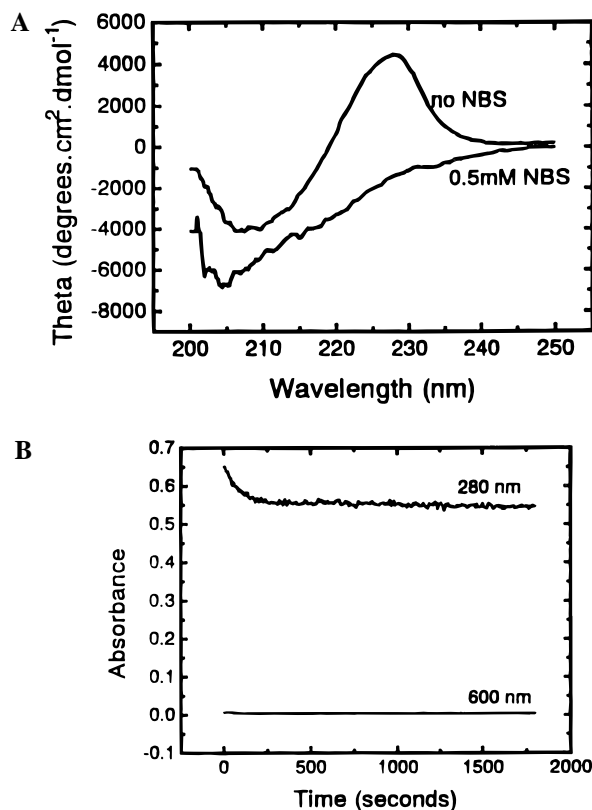 A
6000
4000
2000
0
-2000
-4000
-6000
-8000
Theta (degrees.cm².dmol⁻¹)
no NBS
0.5mM NBS
200 210 220 230 240 250
Wavelength (nm)
B
0.7
0.6
0.5
0.4
0.3
0.2
0.1
0.0
-0.1
Absorbance
280 nm
600 nm
0 500 1000 1500 2000
Time (seconds)